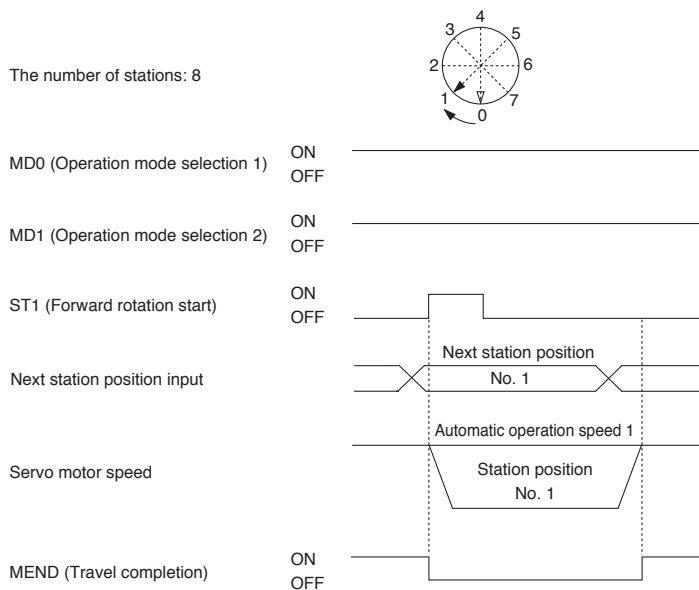 4
3 5
The number of stations: 8
2 6
1 7
0
MD0 (Operation mode selection 1) ON
OFF
MD1 (Operation mode selection 2) ON
OFF
ST1 (Forward rotation start) ON
OFF
Next station position
Next station position input No. 1
Automatic operation speed 1
Servo motor speed Station position
No. 1
MEND (Travel completion) ON
OFF